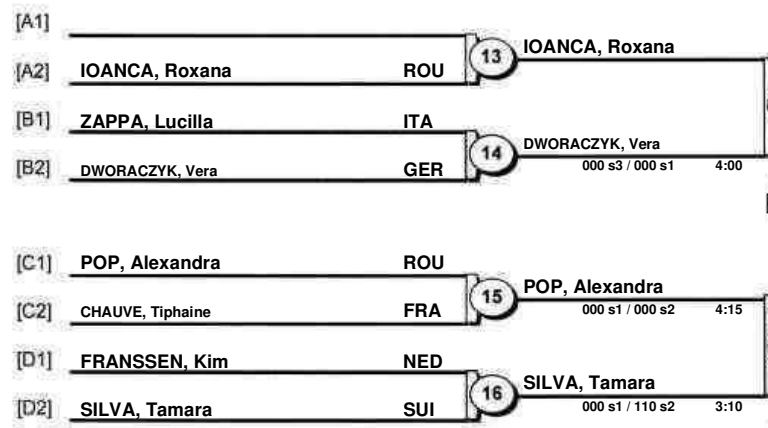 [A1]
13 IOANCA, Roxana
[A2] IOANCA, Roxana ROU
[B1] ZAPPA, Lucilla ITA
14 DWORACZYK, Vera
[B2] DWORACZYK, Vera GER
000 s3 / 000 s1 4:00
[C1] POP, Alexandra ROU
15 POP, Alexandra
[C2] CHAUVE, Tiphaine FRA
000 s1 / 000 s2 4:15
[D1] FRANSSEN, Kim NED
16 SILVA, Tamara
[D2] SILVA, Tamara SUI
000 s1 / 110 s2 3:10